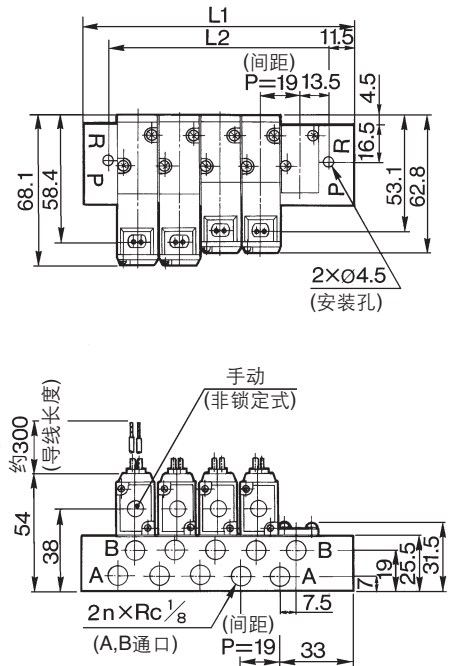 L1
L2
11.5
(间距)
P=19
13.5
4.5
16.5
R
P
R
P
68.1
58.4
53.1
62.8
2×ø4.5
(安装孔)
手动
(非锁定式)
约300
(导线长度)
54
38
B
B
A
A
7
19
25.5
31.5
7.5
2n×Rc⅛
(A,B通口)
(间距)
P=19
33